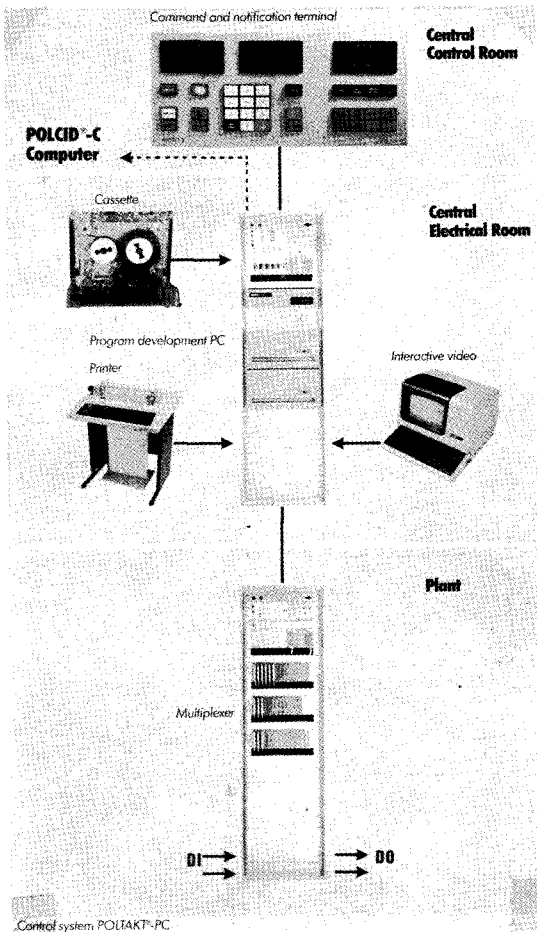 Command and notification terminal
Central
Control Room
POLCID®-C
Computer
Cassette
Central
Electrical Room
Program development PC
Printer
Interactive video
Plant
Multiplexer
DI
DO
Control system POLTAKT®-PC